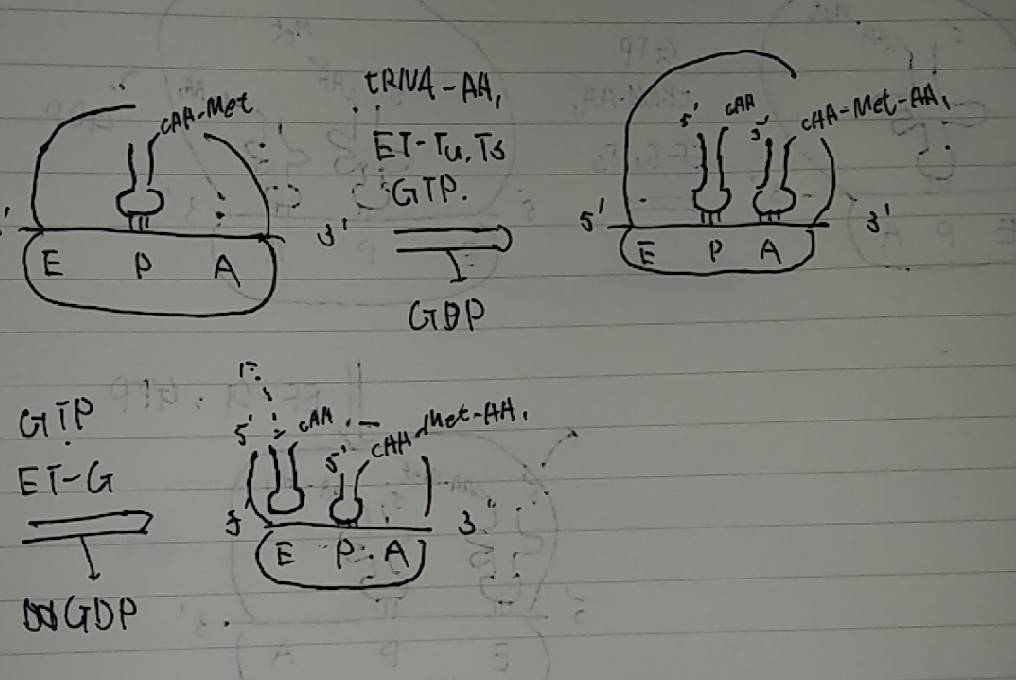 cAA-Met
3'
E P A
tRNA-AA,
ET-Tu, Ts
GTP.
GDP
5' cAA 5' cAA-Met-AA,
5' 3'
E P A
GTP
ET-G
GDP
5' cAA 5' cAA-Met-AA,
3' 3'
E P A